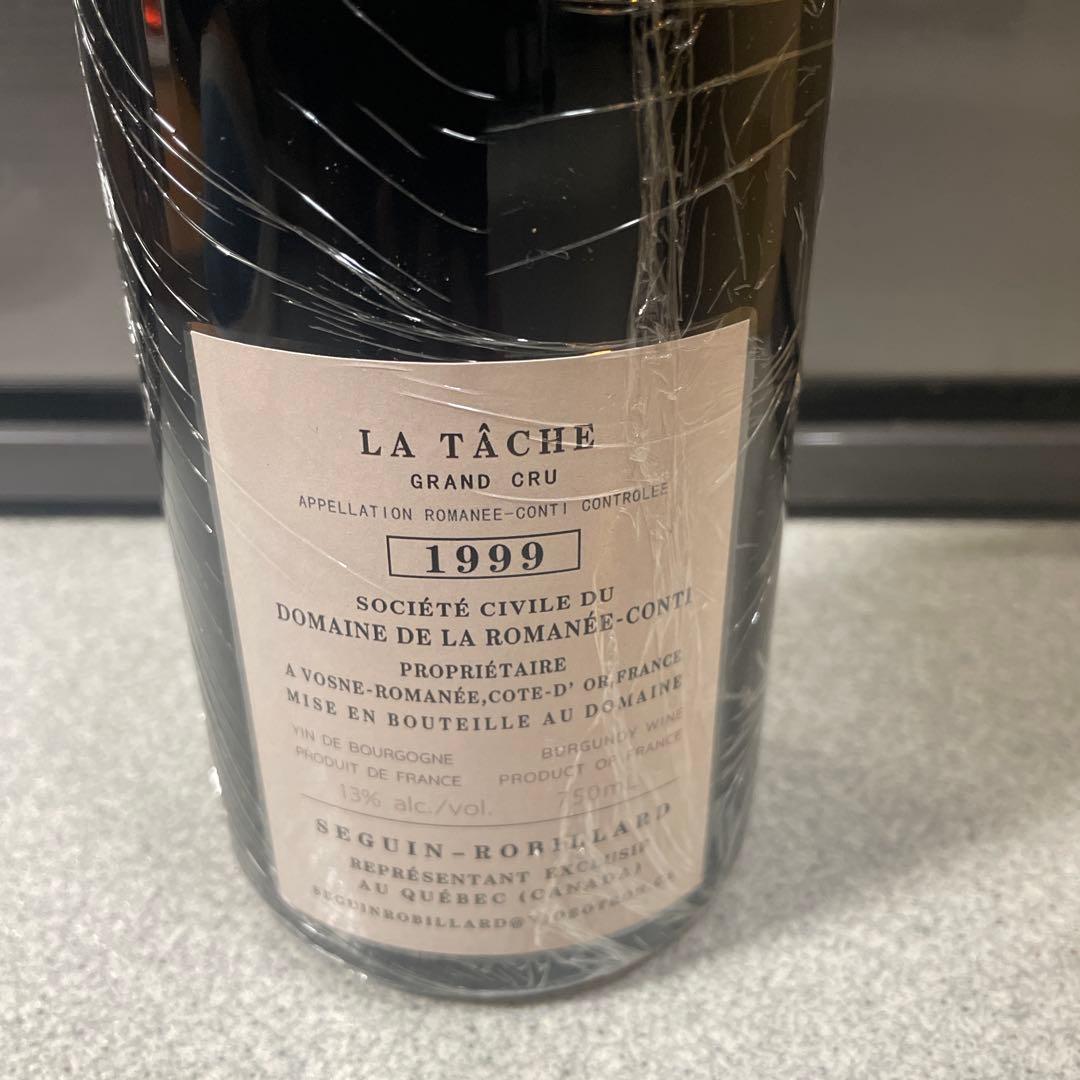 LA TÂCHE
GRAND CRU
APPELLATION ROMANEE-CONTI CONTROLEE
1999
SOCIÉTÉ CIVILE DU
DOMAINE DE LA ROMANÉE-CONTI
PROPRIÉTAIRE
A VOSNE-ROMANÉE,COTE-D' OR,FRANCE
MISE EN BOUTEILLE AU DOMAINE
VIN DE BOURGOGNE BURGUNDY WINE
PRODUIT DE FRANCE PRODUCT OF FRANCE
13% alc./vol. 750mL
SEGUIN-ROBILLARD
REPRÉSENTANT EXCLUSIF
AU QUÉBEC (CANADA)